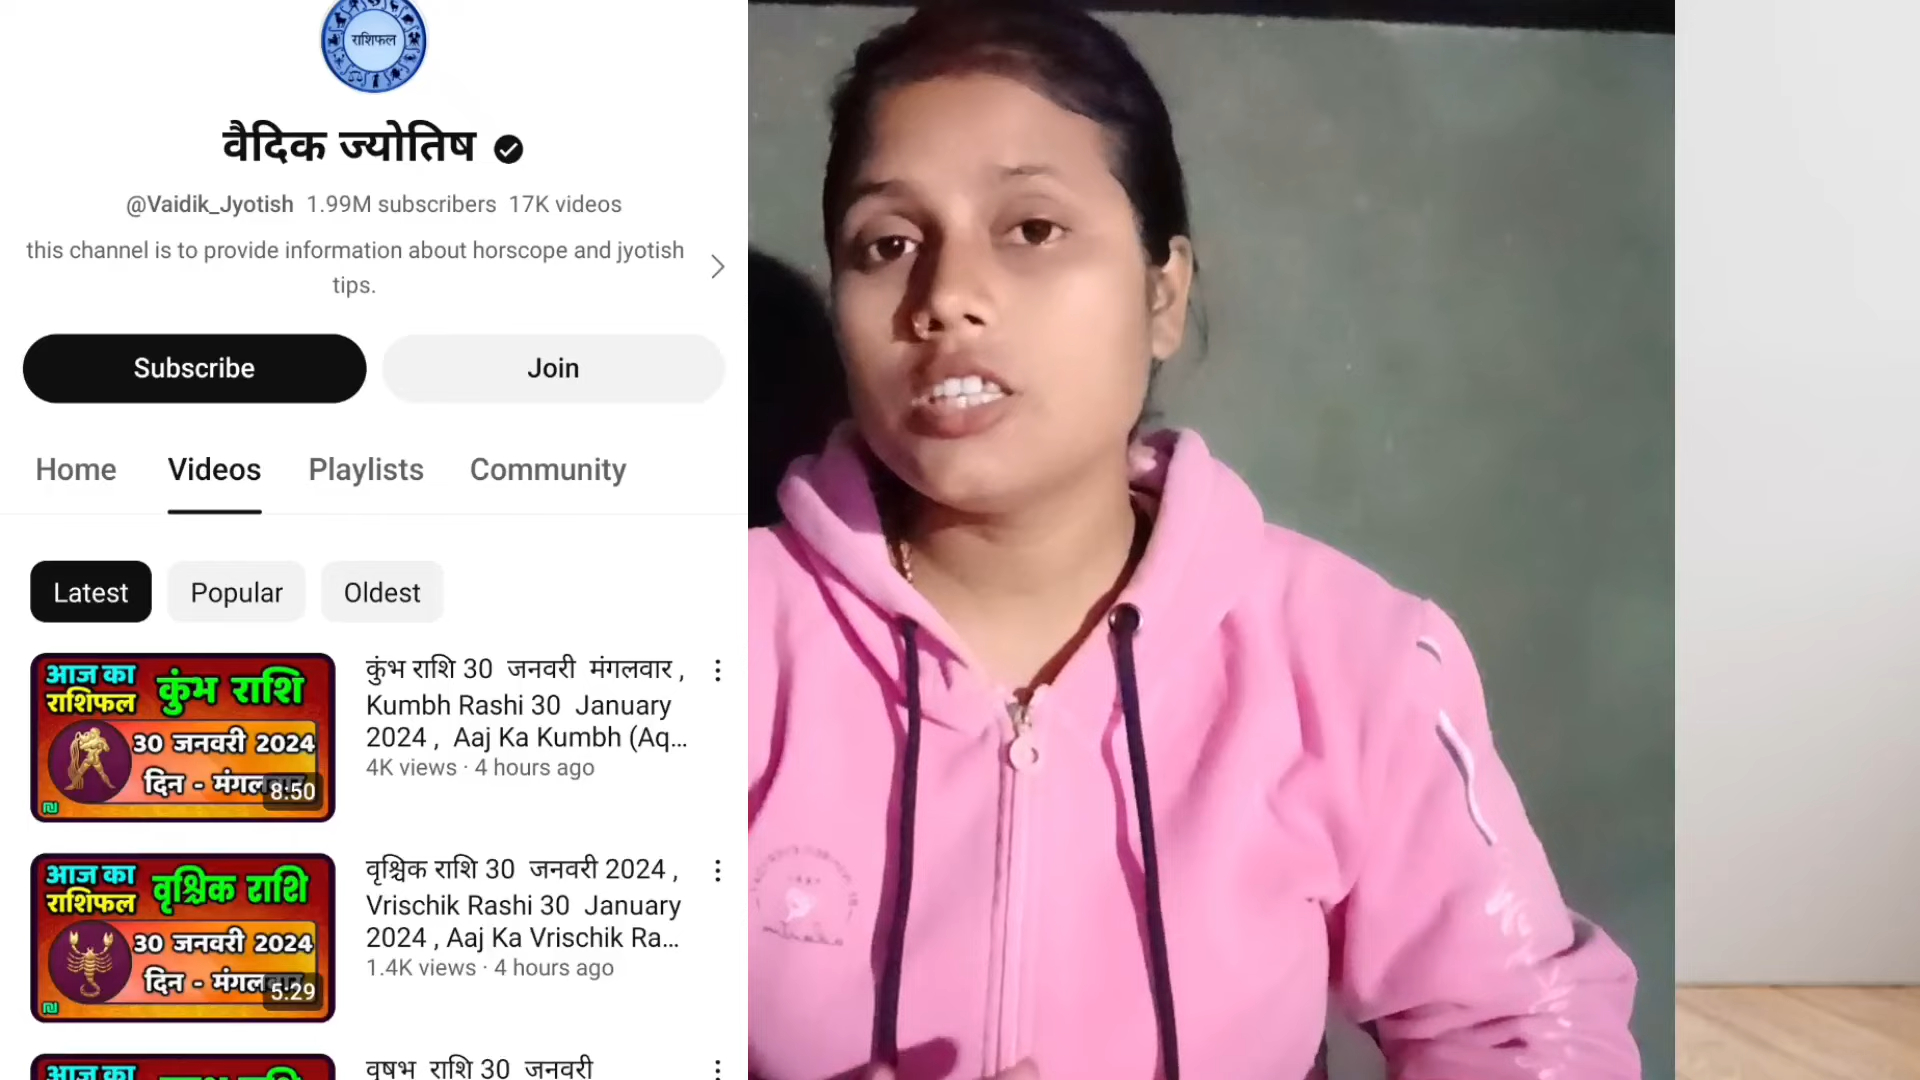 राशिफल
वैदिक ज्योतिष
@Vaidik_Jyotish 1.99M subscribers 17K videos
this channel is to provide information about horscope and jyotish
tips.
Subscribe
Join
Home
Videos
Playlists
Community
Latest
Popular
Oldest
आज का
राशिफल
कुंभ राशि
30 जनवरी 2024
दिन - मंगलवार
8:50
कुंभ राशि 30 जनवरी मंगलवार ,
Kumbh Rashi 30 January
2024 , Aaj Ka Kumbh (Aq...
4K views · 4 hours ago
आज का
राशिफल
वृश्चिक राशि
30 जनवरी 2024
दिन - मंगलवार
5:29
वृश्चिक राशि 30 जनवरी 2024 ,
Vrischik Rashi 30 January
2024 , Aaj Ka Vrischik Ra...
1.4K views · 4 hours ago
आज का
वृषभ राशि 30 जनवरी